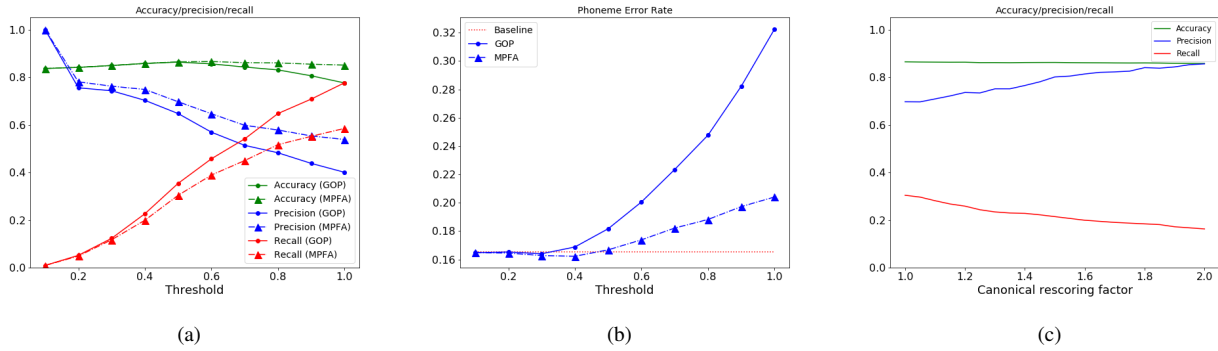 Accuracy/precision/recall
1.0
0.8
0.6
0.4
0.2
0.0
0.2 0.4 0.6 0.8 1.0
Threshold
Accuracy (GOP)
Accuracy (MPFA)
Precision (GOP)
Precision (MPFA)
Recall (GOP)
Recall (MPFA)
(a)
Phoneme Error Rate
0.32
0.30
0.28
0.26
0.24
0.22
0.20
0.18
0.16
0.2 0.4 0.6 0.8 1.0
Threshold
Baseline
GOP
MPFA
(b)
Accuracy/precision/recall
1.0
0.8
0.6
0.4
0.2
0.0
1.0 1.2 1.4 1.6 1.8 2.0
Canonical rescoring factor
Accuracy
Precision
Recall
(c)